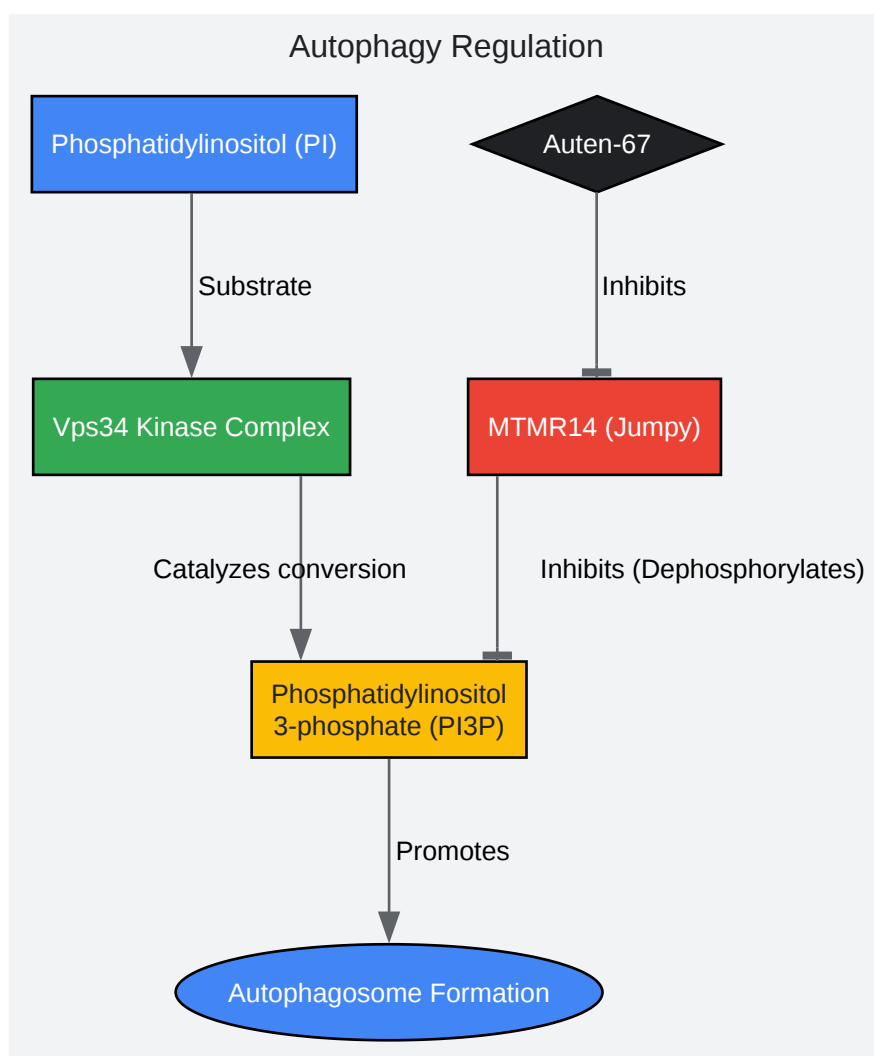 Autophagy Regulation
Phosphatidylinositol (PI)
Auten-67
Substrate
Inhibits
Vps34 Kinase Complex
MTMR14 (Jumpy)
Catalyzes conversion
Inhibits (Dephosphorylates)
Phosphatidylinositol
3-phosphate (PI3P)
Promotes
Autophagosome Formation